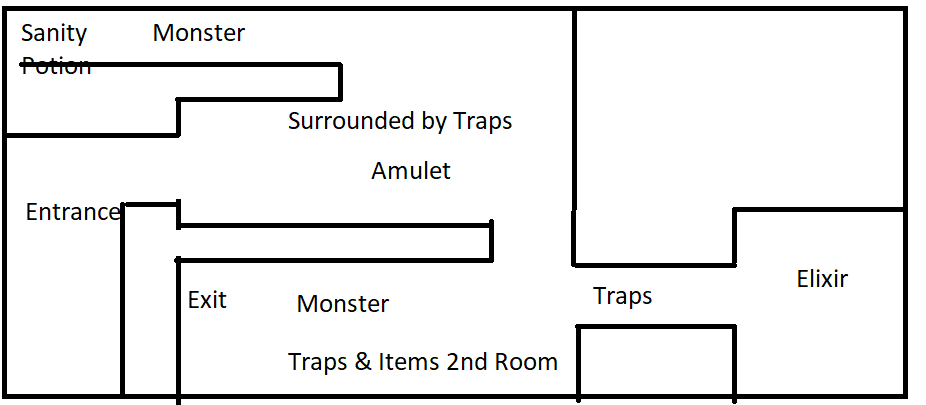 Sanity Monster
Potion
Surrounded by Traps
Amulet
Entrance
Elixir
Exit Monster Traps
Traps & Items 2nd Room